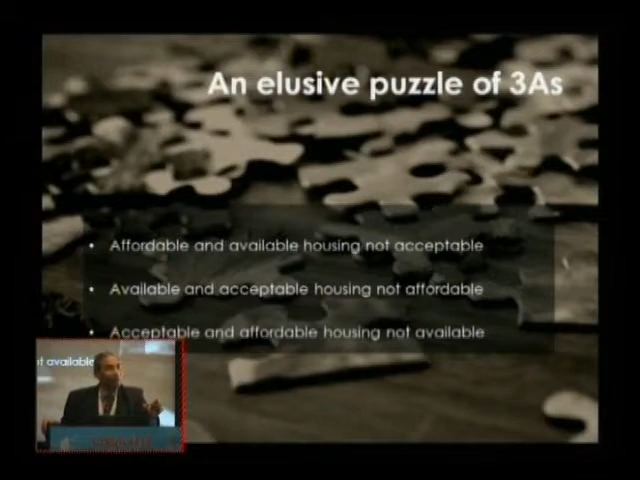 An elusive puzzle of 3As
• Affordable and available housing not acceptable
• Available and acceptable housing not affordable
• Acceptable and affordable housing not available
not available